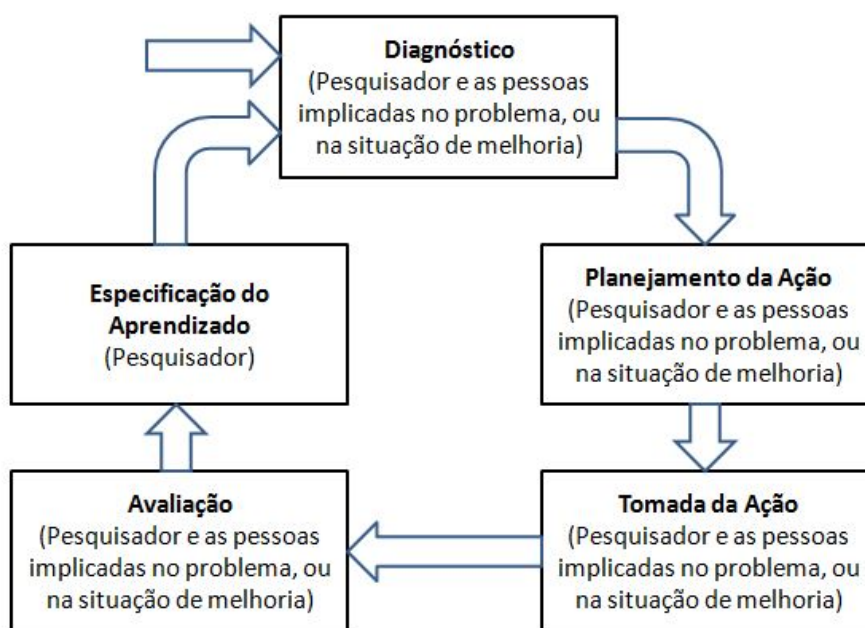 Diagnóstico
(Pesquisador e as pessoas
implicadas no problema, ou
na situação de melhoria)
Planejamento da Ação
(Pesquisador e as pessoas
implicadas no problema, ou
na situação de melhoria)
Tomada da Ação
(Pesquisador e as pessoas
implicadas no problema, ou
na situação de melhoria)
Avaliação
(Pesquisador e as pessoas
implicadas no problema, ou
na situação de melhoria)
Especificação do
Aprendizado
(Pesquisador)